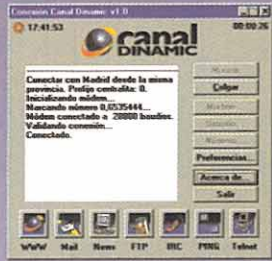 Conexión Canal Dinamic v1.0
17:41:53
00:00:26
canal
DINAMIC
Conectar con Madrid desde la misma
provincia. Prefijo centralita: 0.
Inicializando módem...
Marcando número 0,6535444...
Módem conectado a 28800 baudios.
Validando conexión...
Conectado.
Colgar
Preferencias...
Acerca de...
Salir
WWW Mail News FTP IRC PING Telnet